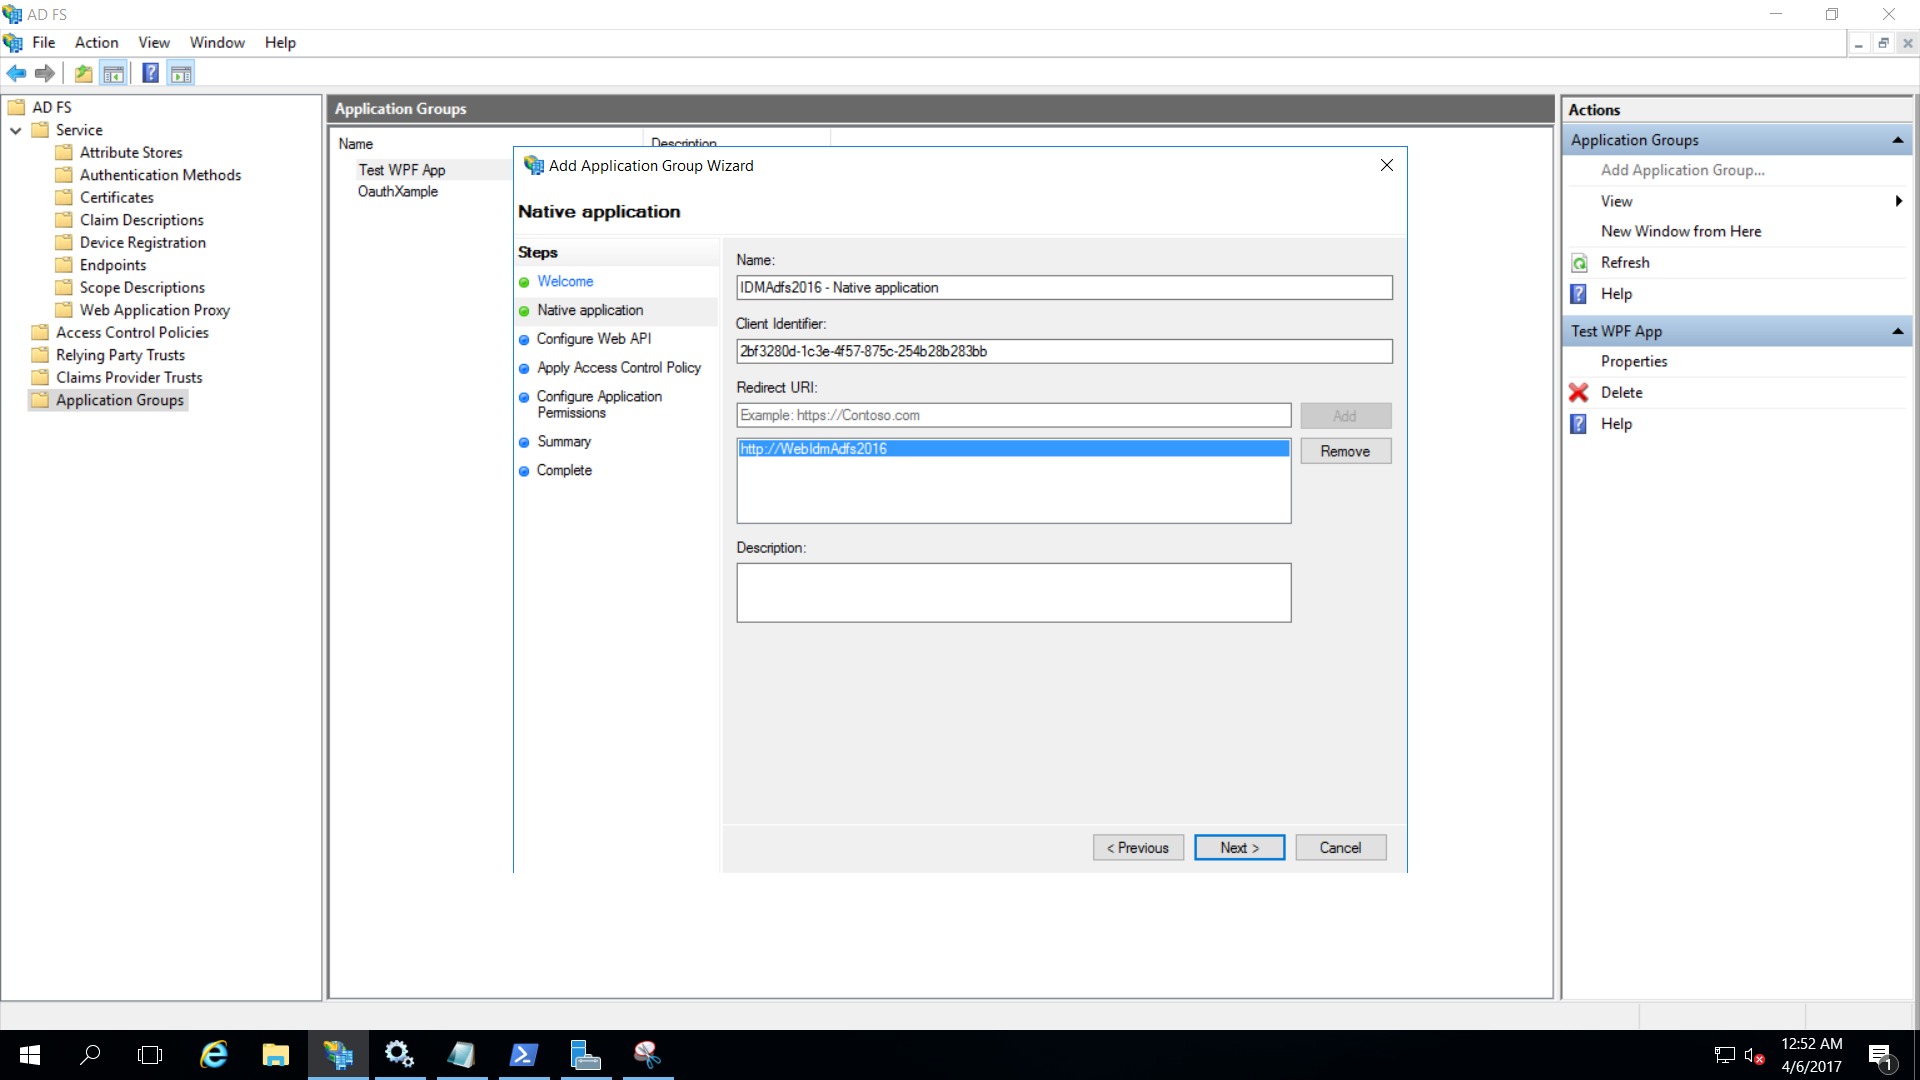 AD FS
File Action View Window Help
AD FS
Service
Attribute Stores
Authentication Methods
Certificates
Claim Descriptions
Device Registration
Endpoints
Scope Descriptions
Web Application Proxy
Access Control Policies
Relying Party Trusts
Claims Provider Trusts
Application Groups
Application Groups
Name Description
Test WPF App
OauthXample
Add Application Group Wizard
Native application
Steps
Welcome
Native application
Configure Web API
Apply Access Control Policy
Configure Application
Permissions
Summary
Complete
Name:
IDMAdfs2016 - Native application
Client Identifier:
2bf3280d-1c3e-4f57-875c-254b28b283bb
Redirect URI:
Example: https://Contoso.com
Add
http://WebIdmAdfs2016
Remove
Description:
< Previous Next > Cancel
Actions
Application Groups
Add Application Group...
View
New Window from Here
Refresh
Help
Test WPF App
Properties
Delete
Help
12:52 AM
4/6/2017
1